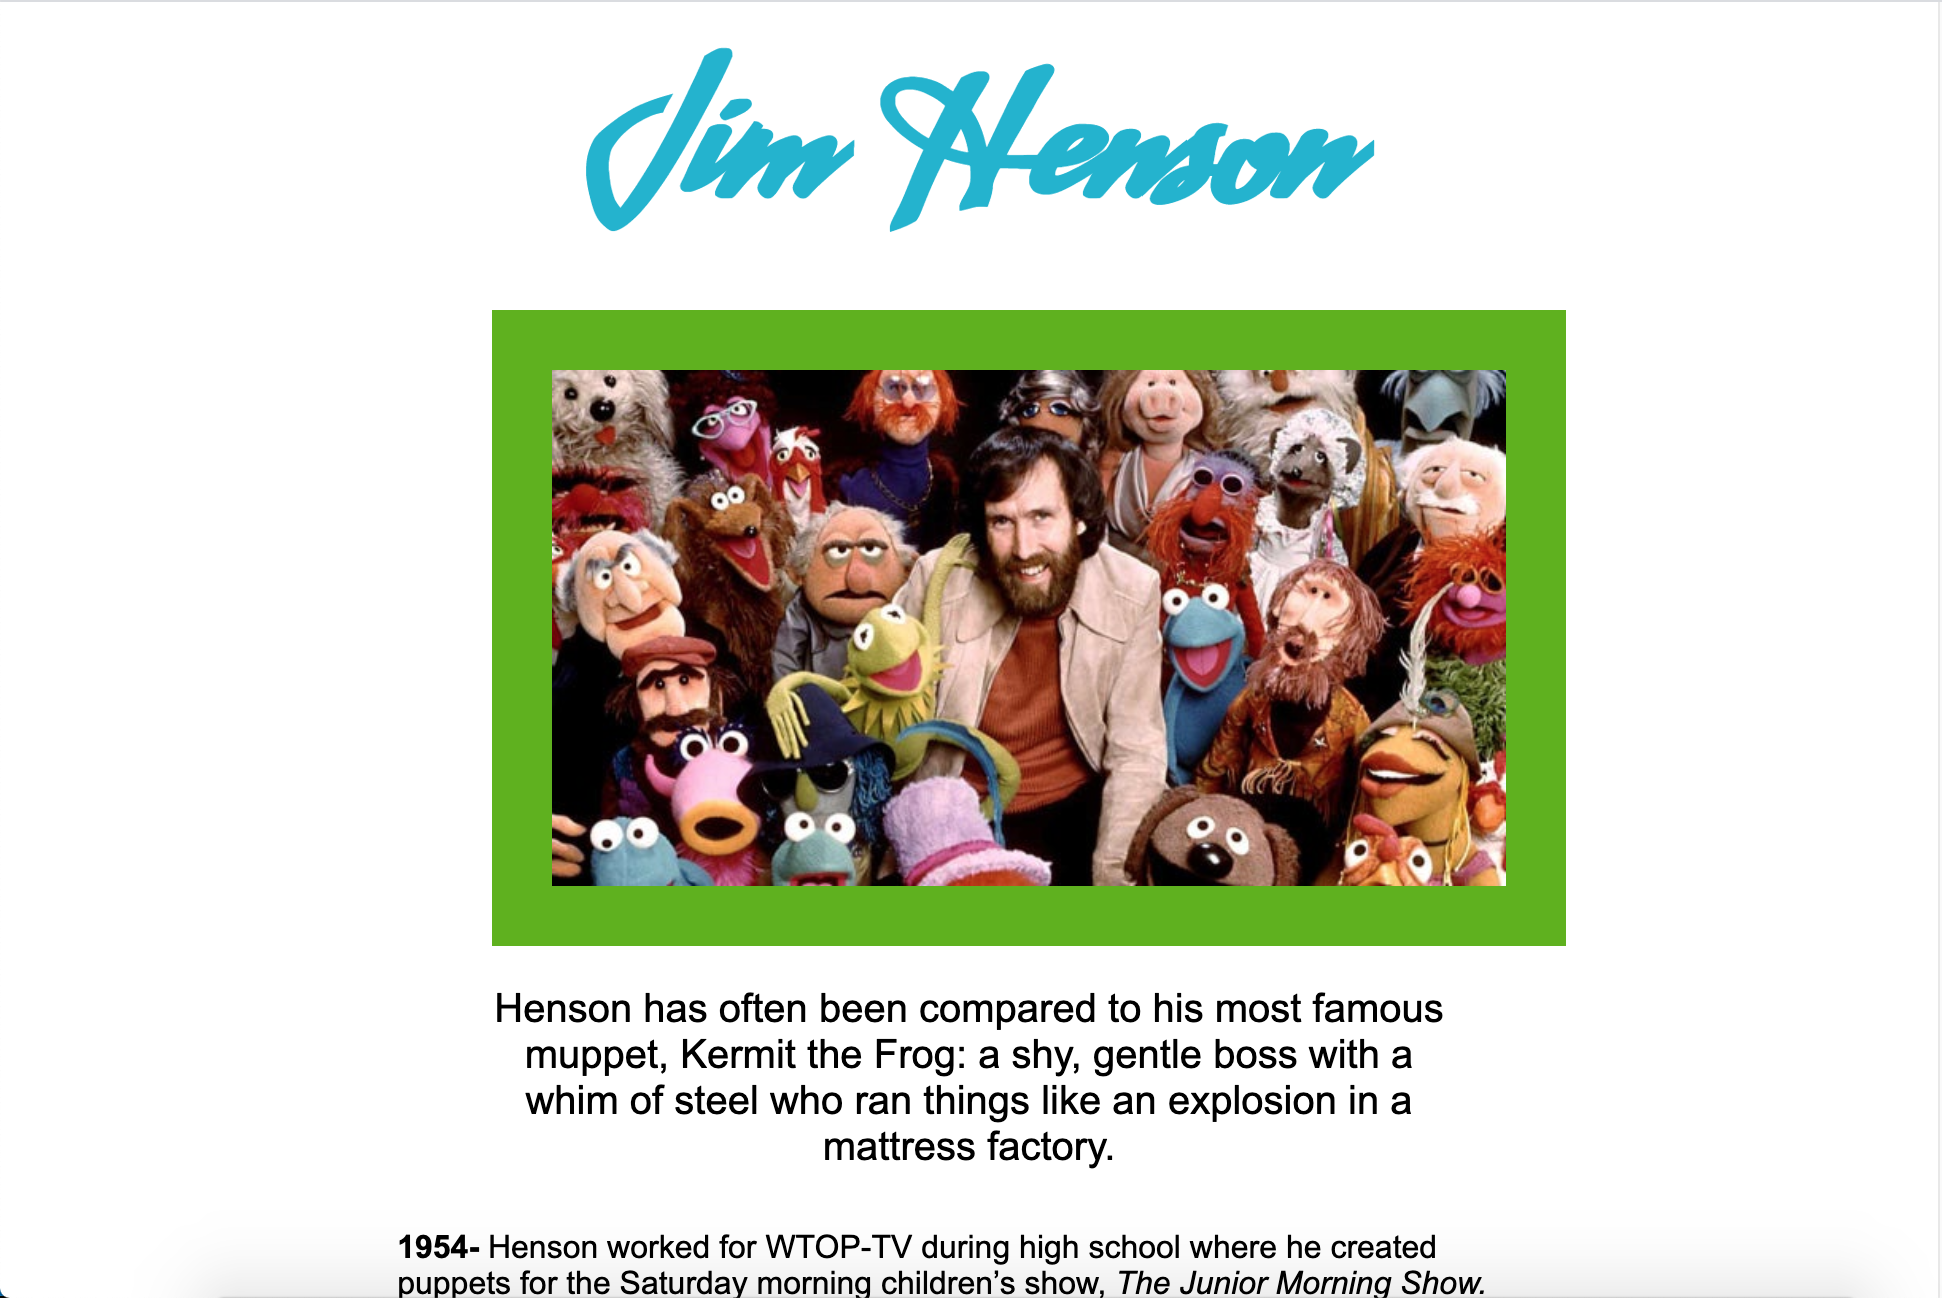 Jim Henson
Henson has often been compared to his most famous
muppet, Kermit the Frog: a shy, gentle boss with a
whim of steel who ran things like an explosion in a
mattress factory.
1954- Henson worked for WTOP-TV during high school where he created
puppets for the Saturday morning children’s show, The Junior Morning Show.